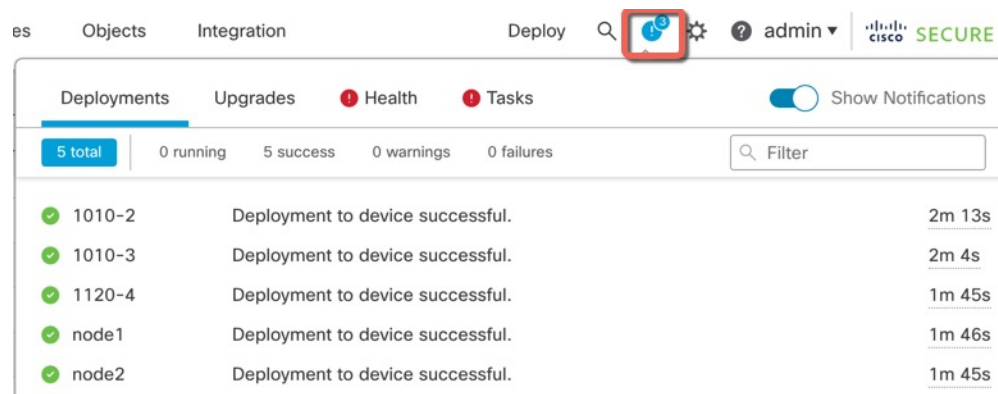 es Objects Integration Deploy 3 admin cisco SECURE
Deployments Upgrades Health Tasks Show Notifications
5 total 0 running 5 success 0 warnings 0 failures Filter
1010-2 Deployment to device successful. 2m 13s
1010-3 Deployment to device successful. 2m 4s
1120-4 Deployment to device successful. 1m 45s
node1 Deployment to device successful. 1m 46s
node2 Deployment to device successful. 1m 45s